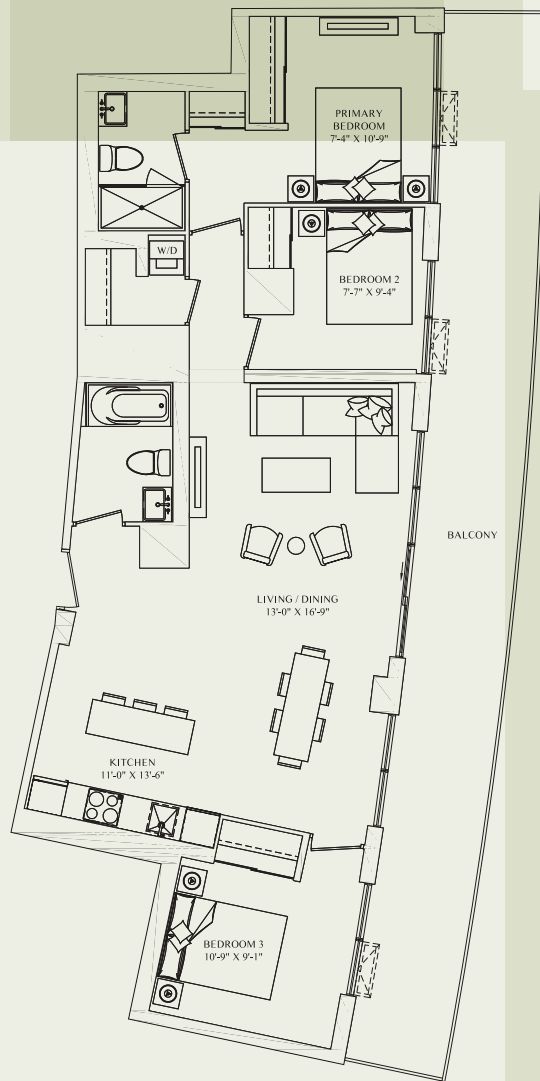 PRIMARY
BEDROOM
7'-4" X 10'-9"
W/D
BEDROOM 2
7'-7" X 9'-4"
BALCONY
LIVING / DINING
13'-0" X 16'-9"
KITCHEN
11'-0" X 13'-6"
BEDROOM 3
10'-9" X 9'-1"